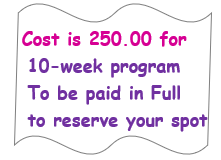 Cost is 250.00 for
10-week program
To be paid in Full
to reserve your spot